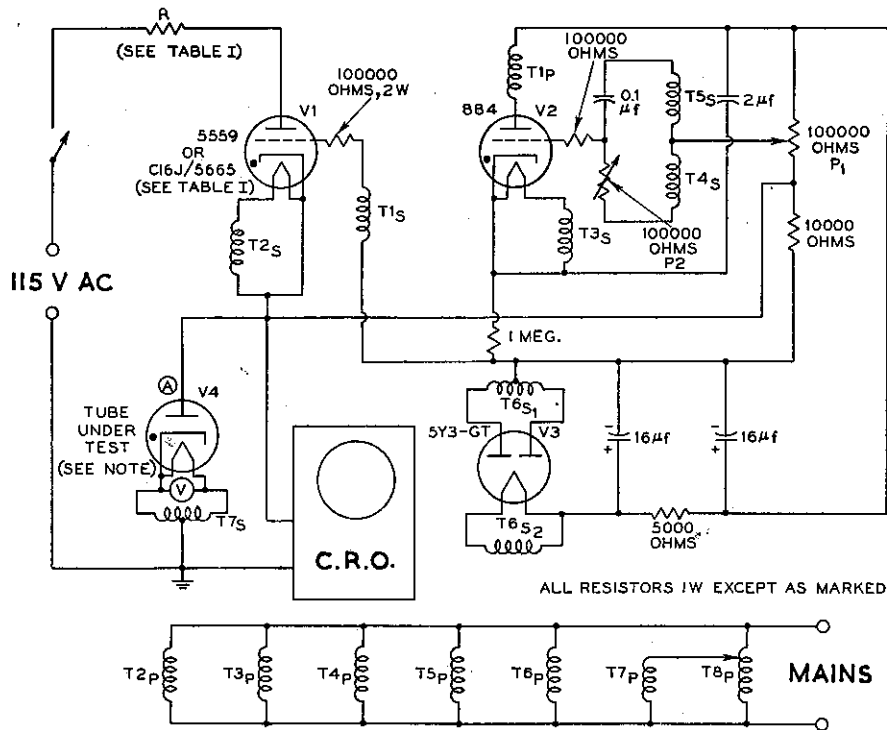 R
(SEE TABLE I)
V1
5559
OR
C16J/5665
(SEE TABLE I)
100000
OHMS, 2W
T1S
T2S
115 V AC
A
V4
TUBE
UNDER
TEST
(SEE NOTE)
V
T7S
C.R.O.
T1P
884
V2
100000
OHMS
0.1
µf
T5S
T4S
2µf
100000
OHMS
P1
10000
OHMS
T3S
100000
OHMS
P2
1 MEG.
T6S1
5Y3-GT
V3
T6S2
-
+
16µf
-
+
16µf
5000
OHMS
ALL RESISTORS 1W EXCEPT AS MARKED
T2P
T3P
T4P
T5P
T6P
T7P
T8P
MAINS